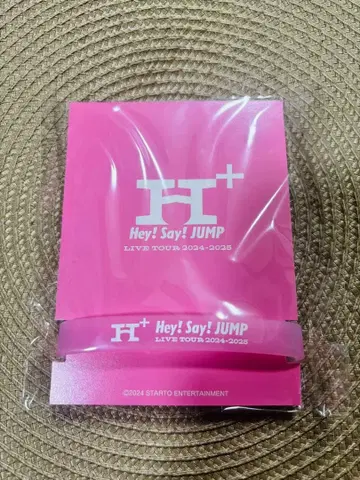 H+
Hey! Say! JUMP
LIVE TOUR 2024-2025
H+ Hey! Say! JUMP
LIVE TOUR 2024-2025
©2024 STARTO ENTERTAINMENT